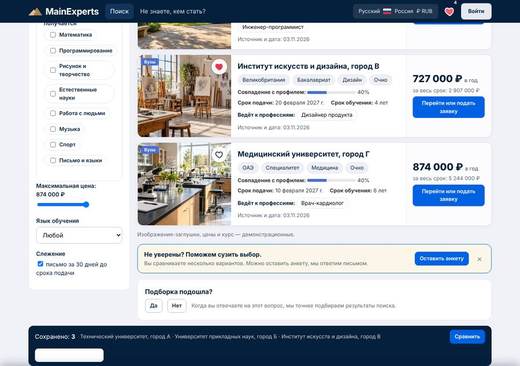 MainExperts
Поиск
Не знаете, кем стать?
Русский
Россия
₽ RUB
4
Войти
получается
Математика
Программирование
Рисунок и творчество
Естественные науки
Работа с людьми
Музыка
Спорт
Письмо и языки
Максимальная цена:
874 000 ₽
Язык обучения
Любой
Слежение
письмо за 30 дней до срока подачи
Инженер-программист
Источник и дата: 03.11.2026
Вузы
Институт искусств и дизайна, город В
Великобритания
Бакалавриат
Дизайн
Очно
Совпадение с профилем: 40%
Срок подачи: 20 февраля 2027 г. Срок обучения: 4 лет
Ведёт к профессиям: Дизайнер продукта
Источник и дата: 03.11.2026
727 000 ₽ в год
за весь срок: 2 907 000 ₽
Перейти или подать заявку
Вузы
Медицинский университет, город Г
ОАЭ
Специалитет
Медицина
Очно
Совпадение с профилем: 40%
Срок подачи: 10 февраля 2027 г. Срок обучения: 6 лет
Ведёт к профессиям: Врач-кардиолог
Источник и дата: 03.11.2026
874 000 ₽ в год
за весь срок: 5 244 000 ₽
Перейти или подать заявку
Изображения-заглушки, цены и курс — демонстрационные.
Не уверены? Поможем сузить выбор.
Вы сравниваете несколько вариантов. Можно оставить анкету, мы ответим письмом.
Оставить анкету
×
Подборка подошла?
Да
Нет
Когда вы отвечаете на этот вопрос, мы точнее подбираем результаты поиска.
Сохранено: 3 · Технический университет, город А · Университет прикладных наук, город Б · Институт искусств и дизайна, город В
Сравнить